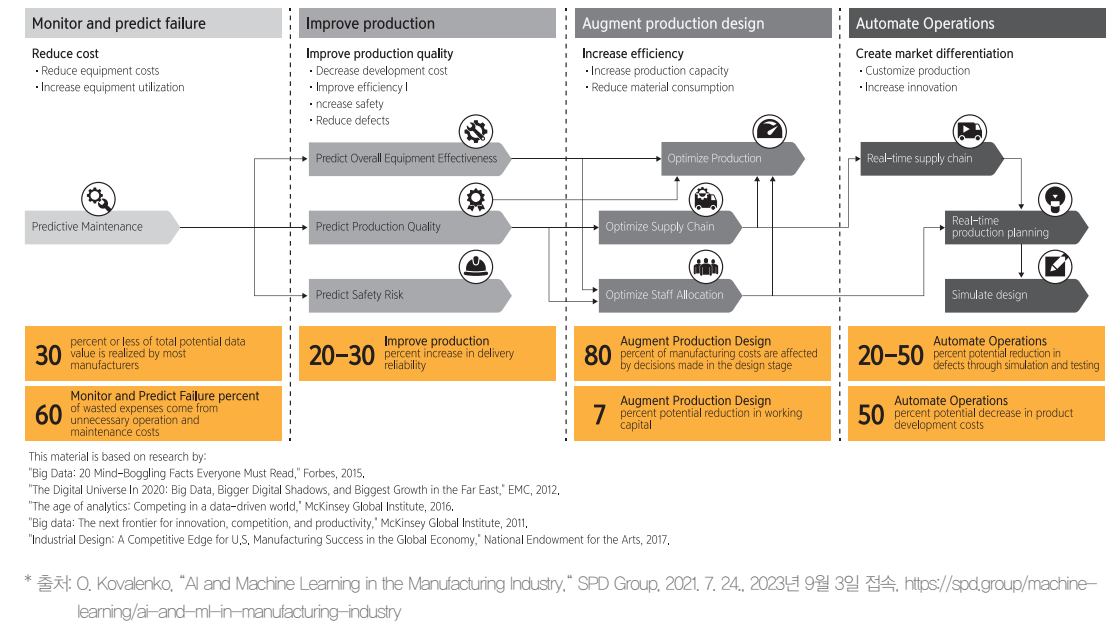 Monitor and predict failure
Reduce cost
· Reduce equipment costs
· Increase equipment utilization
Improve production
Improve production quality
· Decrease development cost
· Improve efficiency I
· ncrease safety
· Reduce defects
Augment production design
Increase efficiency
· Increase production capacity
· Reduce material consumption
Automate Operations
Create market differentiation
· Customize production
· Increase innovation
Predictive Maintenance
Predict Overall Equipment Effectiveness
Predict Production Quality
Predict Safety Risk
Optimize Production
Optimize Supply Chain
Optimize Staff Allocation
Real-time supply chain
Real-time
production planning
Simulate design
30
percent or less of total potential data
value is realized by most
manufacturers
60
Monitor and Predict Failure percent
of wasted expenses come from
unnecessary operation and
maintenance costs
20-30
Improve production
percent increase in delivery
reliability
80
Augment Production Design
percent of manufacturing costs are affected
by decisions made in the design stage
7
Augment Production Design
percent potential reduction in working
capital
20-50
Automate Operations
percent potential reduction in
defects through simulation and testing
50
Automate Operations
percent potential decrease in product
development costs
This material is based on research by:
"Big Data: 20 Mind-Boggling Facts Everyone Must Read," Forbes, 2015.
"The Digital Universe In 2020: Big Data, Bigger Digital Shadows, and Biggest Growth in the Far East," EMC, 2012.
"The age of analytics: Competing in a data-driven world," McKinsey Global Institute, 2016.
"Big data: The next frontier for innovation, competition, and productivity," McKinsey Global Institute, 2011.
"Industrial Design: A Competitive Edge for U.S. Manufacturing Success in the Global Economy," National Endowment for the Arts, 2017.
* 출처: O. Kovalenko, "AI and Machine Learning in the Manufacturing Industry," SPD Group, 2021. 7. 24., 2023년 9월 3일 접속, https://spd.group/machine-
learning/ai-and-ml-in-manufacturing-industry